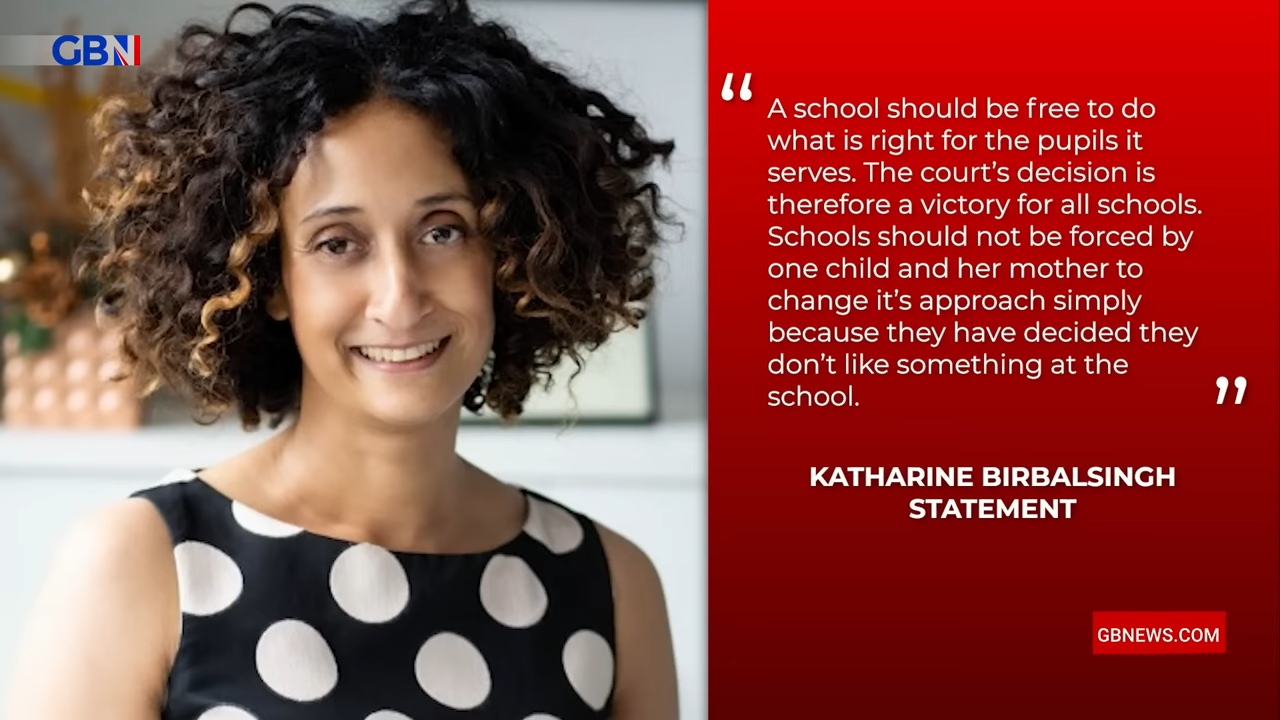 GBN
“
A school should be free to do
what is right for the pupils it
serves. The court’s decision is
therefore a victory for all schools.
Schools should not be forced by
one child and her mother to
change it’s approach simply
because they have decided they
don’t like something at the
school.
”
KATHARINE BIRBALSINGH
STATEMENT
GBNEWS.COM